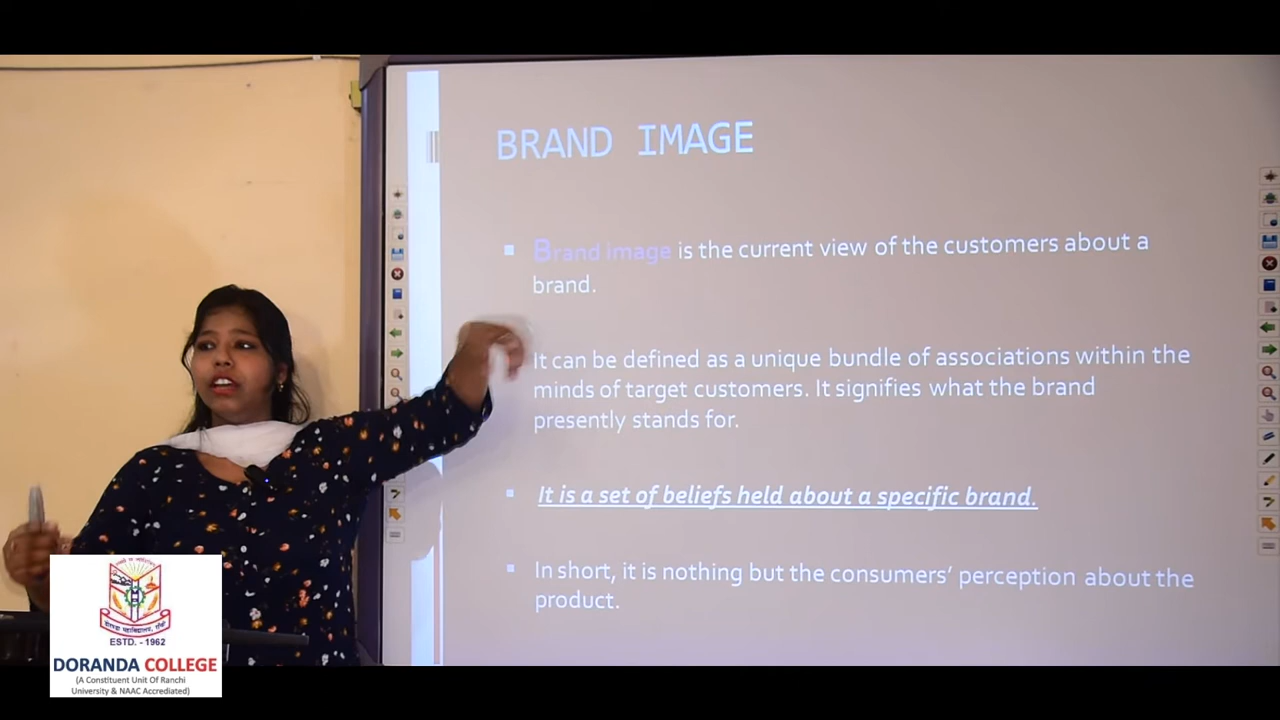 BRAND IMAGE
Brand image is the current view of the customers about a
brand.
It can be defined as a unique bundle of associations within the
minds of target customers. It signifies what the brand
presently stands for.
It is a set of beliefs held about a specific brand.
In short, it is nothing but the consumers’ perception about the
product.
ESTD. - 1962
DORANDA COLLEGE
(A Constituent Unit Of Ranchi
University & NAAC Accredited)